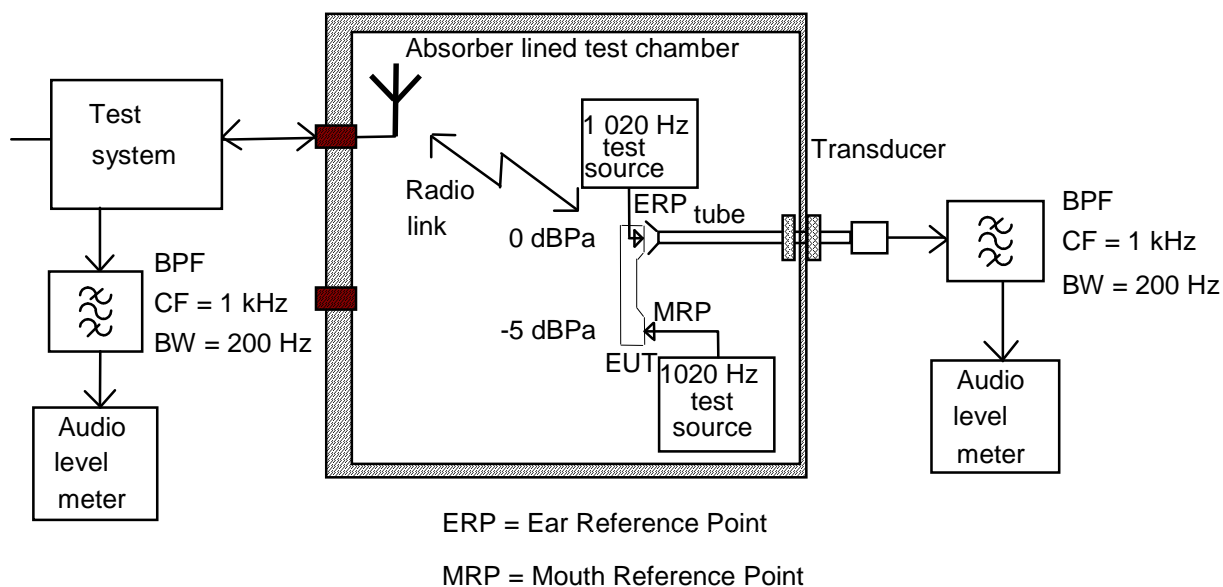 Absorber lined test chamber
Test
system
1 020 Hz
test
source
Transducer
Radio
link
ERP
tube
0 dBPa
BPF
CF = 1 kHz
BW = 200 Hz
BPF
CF = 1 kHz
BW = 200 Hz
-5 dBPa
MRP
EUT
1020 Hz
test
source
Audio
level
meter
Audio
level
meter
ERP = Ear Reference Point
MRP = Mouth Reference Point